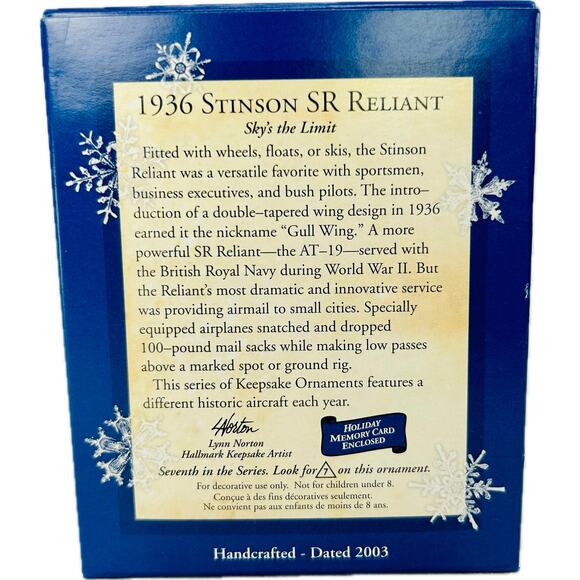 1936 Stinson SR Reliant
Sky's the Limit
Fitted with wheels, floats, or skis, the Stinson
Reliant was a versatile favorite with sportsmen,
business executives, and bush pilots. The intro–
duction of a double–tapered wing design in 1936
earned it the nickname “Gull Wing.” A more
powerful SR Reliant—the AT–19—served with
the British Royal Navy during World War II. But
the Reliant's most dramatic and innovative service
was providing airmail to small cities. Specially
equipped airplanes snatched and dropped
100–pound mail sacks while making low passes
above a marked spot or ground rig.
This series of Keepsake Ornaments features a
different historic aircraft each year.
LNorton
Lynn Norton
Hallmark Keepsake Artist
Holiday
Memory Card
Enclosed
Seventh in the Series. Look for 7 on this ornament.
For decorative use only. Not for children under 8.
Conçue à des fins décoratives seulement.
Ne convient pas aux enfants de moins de 8 ans.
Handcrafted - Dated 2003